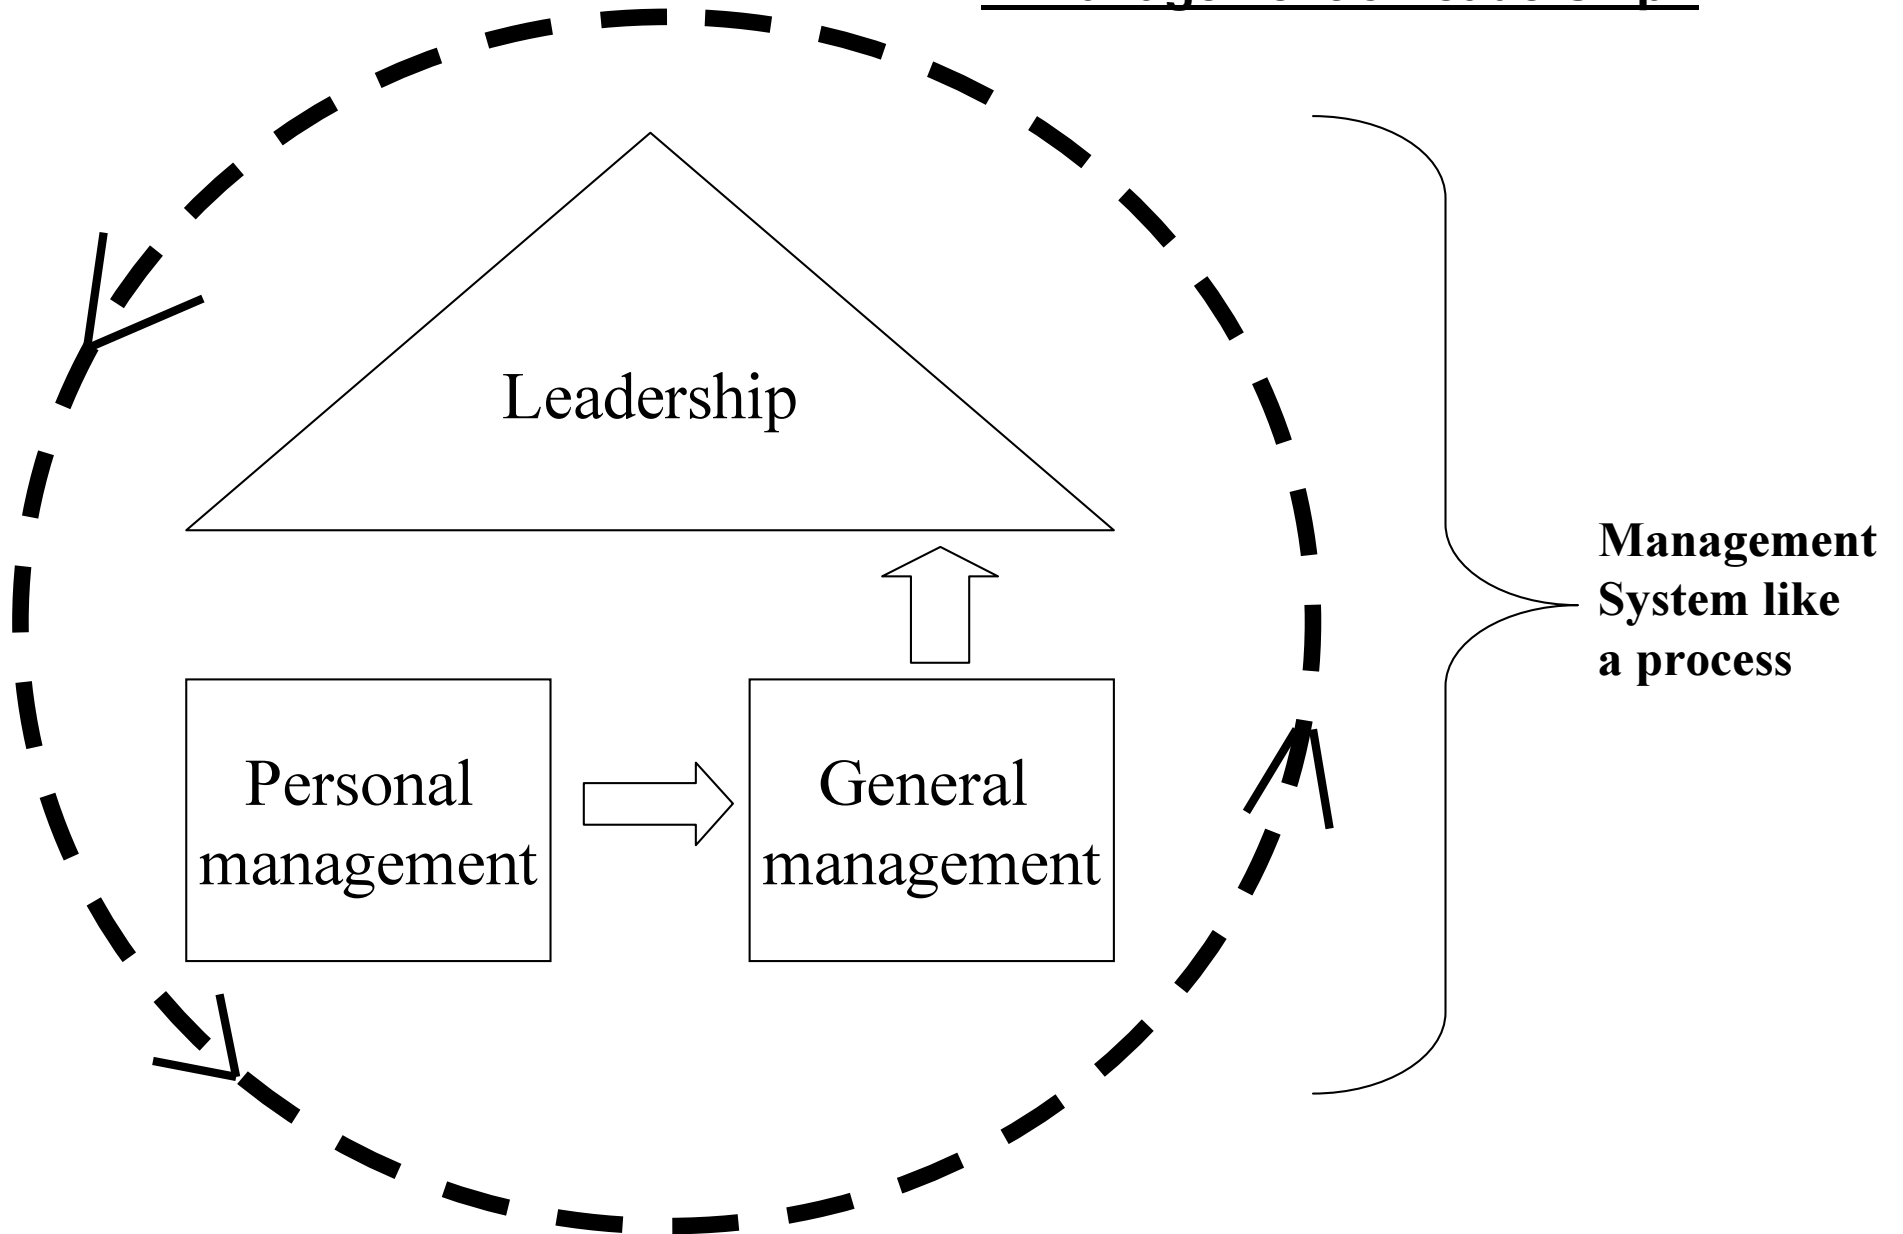 Leadership
Personal
management
General
management
Management
System like
a process